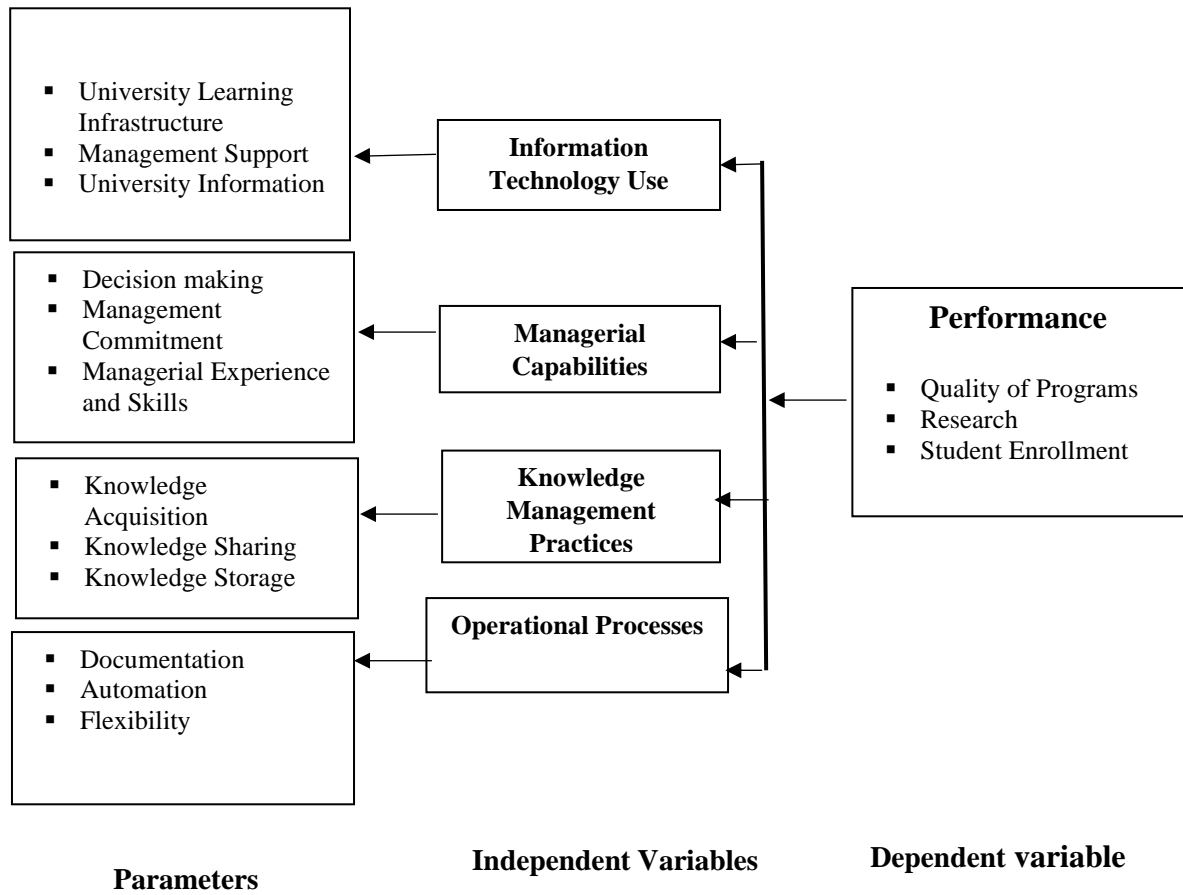 ▪ University Learning
Infrastructure
▪ Management Support
▪ University Information
▪ Decision making
▪ Management
Commitment
▪ Managerial Experience
and Skills
▪ Knowledge
Acquisition
▪ Knowledge Sharing
▪ Knowledge Storage
▪ Documentation
▪ Automation
▪ Flexibility
Parameters
Information
Technology Use
Managerial
Capabilities
Knowledge
Management
Practices
Operational Processes
Independent Variables
Performance
▪ Quality of Programs
▪ Research
▪ Student Enrollment
Dependent variable